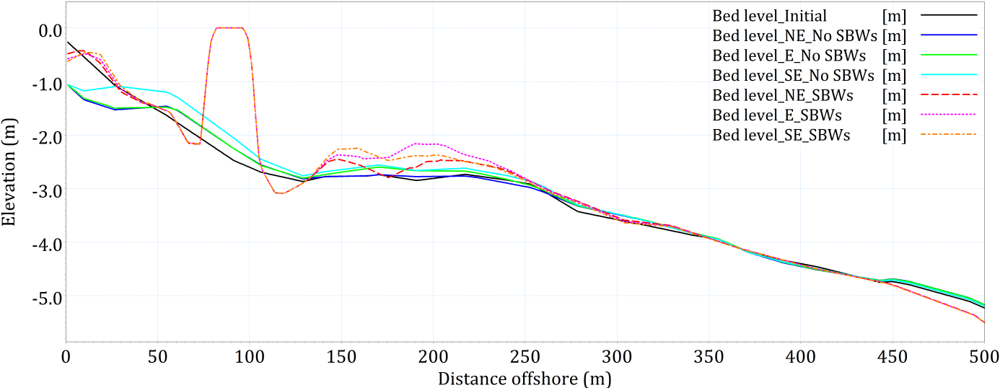 Bed level_Initial [m]
Bed level_NE_No SBWs [m]
Bed level_E_No SBWs [m]
Bed level_SE_No SBWs [m]
Bed level_NE_SBWs [m]
Bed level_E_SBWs [m]
Bed level_SE_SBWs [m]
Elevation (m)
0.0
-1.0
-2.0
-3.0
-4.0
-5.0
0 50 100 150 200 250 300 350 400 450 500
Distance offshore (m)